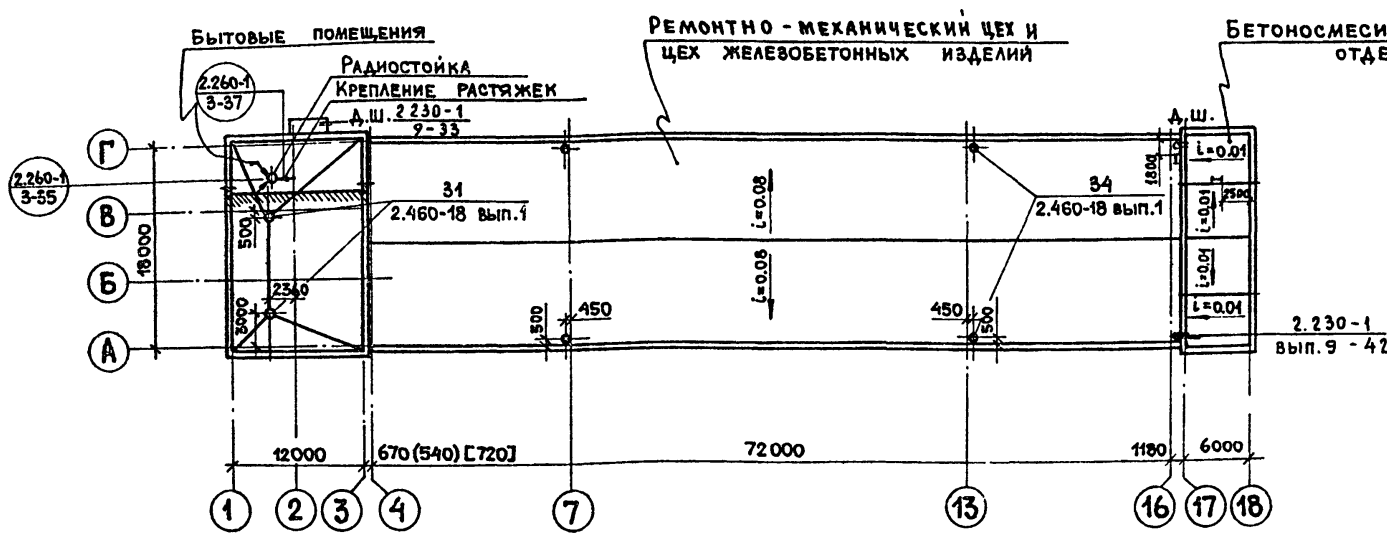 Бытовые помещения
Ремонтно - механический цех и
цех железобетонных изделий
Бетоносмеси
отде
Радиостойка
Крепление растяжек
2.260-1
3-37
Д.Ш. 2 230-1
9-33
Д.Ш.
2.260-1
3-35
Г
В
Б
А
18000
500
2340
3000
31
2.460-18 вып.1
34
2.460-18 вып.1
i=0.08
i=0.08
500
450
450
500
1800
i=0.01
2500
i=0.01
i=0.01
i=0.01
2.230-1
вып.9 - 42
12000
670(540)[720]
72000
1180
6000
1
2
3
4
7
13
16
17
18